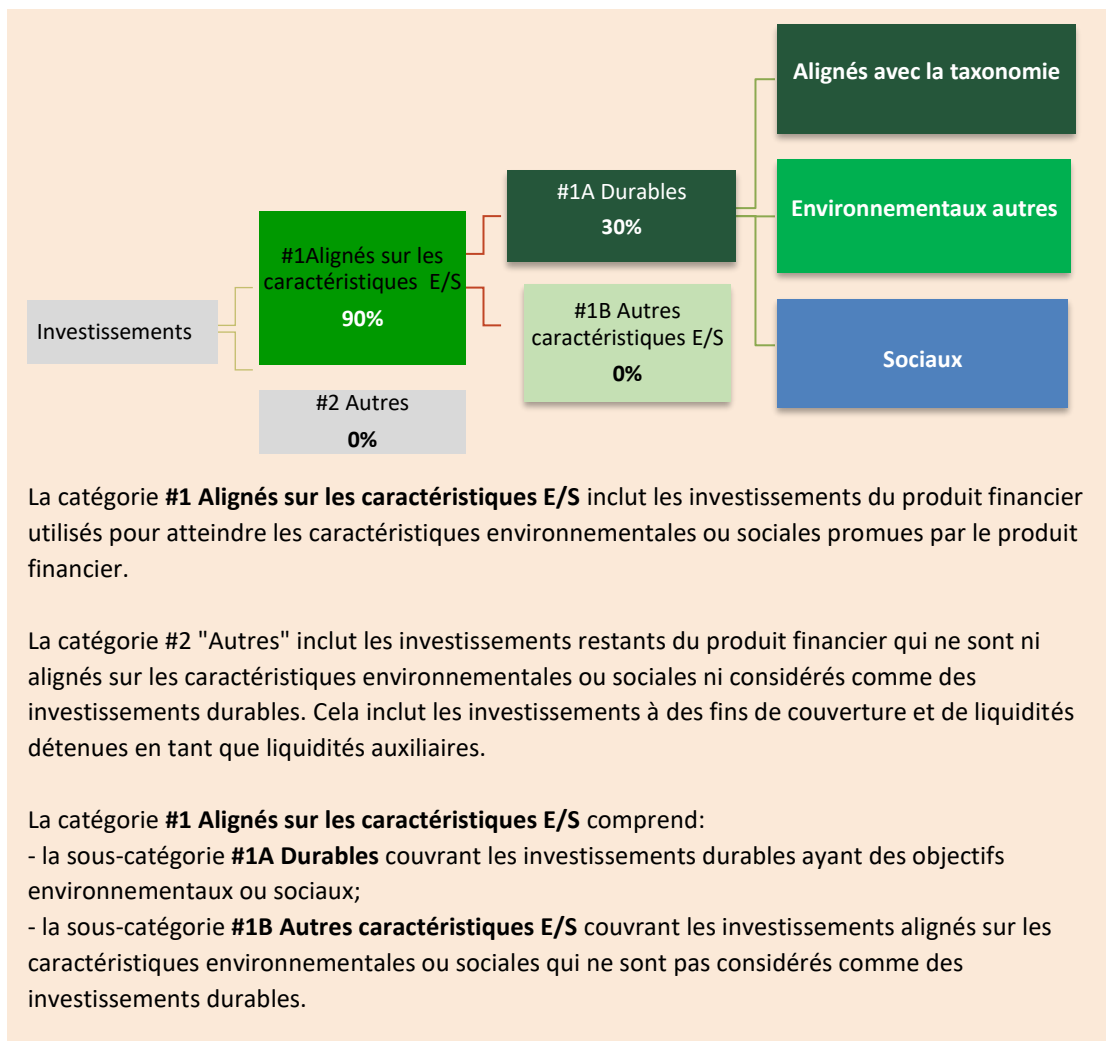 Alignés avec la taxonomie
#1A Durables
30%
Environnementaux autres
#1Alignés sur les
caractéristiques E/S
90%
Investissements
#1B Autres
caractéristiques E/S
0%
Sociaux
#2 Autres
0%
La catégorie #1 Alignés sur les caractéristiques E/S inclut les investissements du produit financier
utilisés pour atteindre les caractéristiques environnementales ou sociales promues par le produit
financier.
La catégorie #2 "Autres" inclut les investissements restants du produit financier qui ne sont ni
alignés sur les caractéristiques environnementales ou sociales ni considérés comme des
investissements durables. Cela inclut les investissements à des fins de couverture et de liquidités
détenues en tant que liquidités auxiliaires.
La catégorie #1 Alignés sur les caractéristiques E/S comprend:
- la sous-catégorie #1A Durables couvrant les investissements durables ayant des objectifs
environnementaux ou sociaux;
- la sous-catégorie #1B Autres caractéristiques E/S couvrant les investissements alignés sur les
caractéristiques environnementales ou sociales qui ne sont pas considérés comme des
investissements durables.